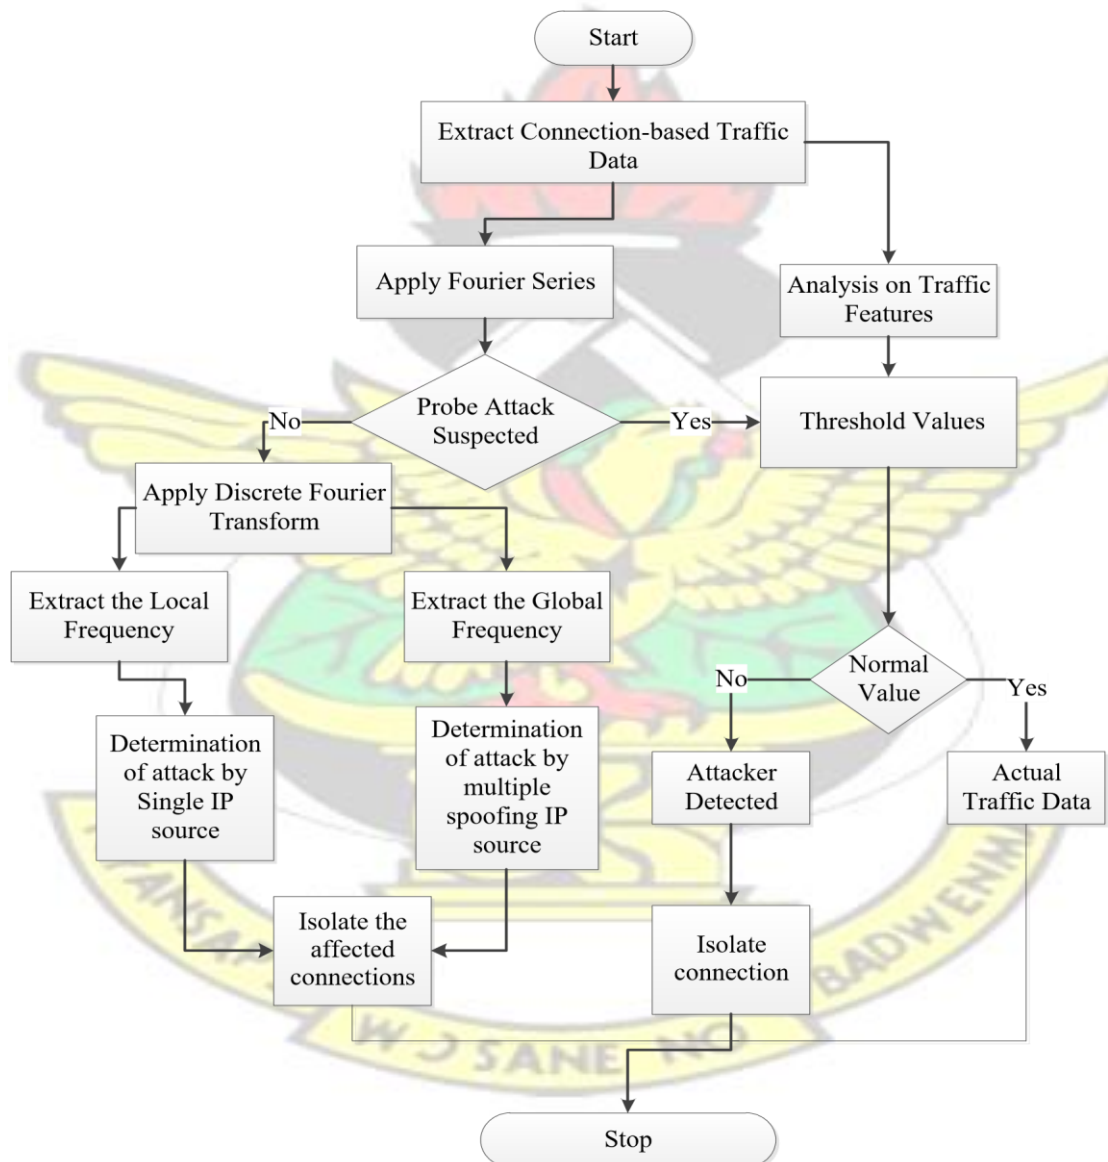 Start
Extract Connection-based Traffic
Data
Apply Fourier Series
Analysis on Traffic
Features
Probe Attack
Suspected
No
Yes
Threshold Values
Apply Discrete Fourier
Transform
Extract the Local
Frequency
Extract the Global
Frequency
Normal
Value
No
Yes
Determination
of attack by
Single IP
source
Determination of
attack by
multiple
spoofing IP
source
Attacker
Detected
Actual
Traffic Data
Isolate the
affected
connections
Isolate
connection
BADWENM
W Ɔ SANE NO
Stop